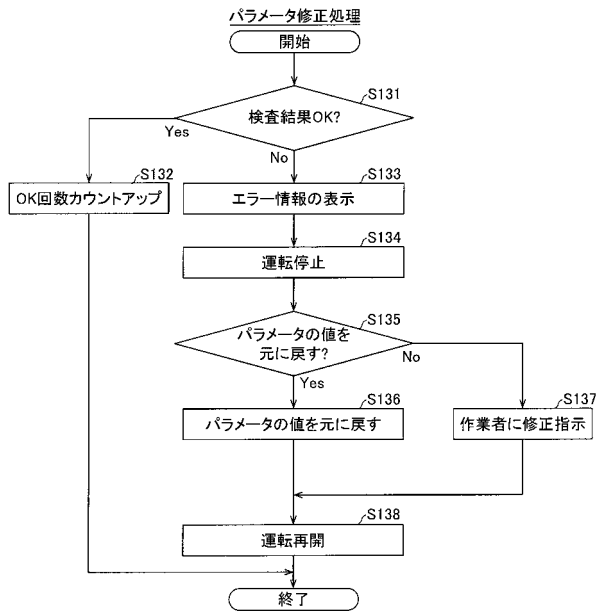 パラメータ修正処理
開始
S131
検査結果OK?
Yes
No
S132
OK回数カウントアップ
S133
エラー情報の表示
S134
運転停止
S135
パラメータの値を
元に戻す?
No
Yes
S136
パラメータの値を元に戻す
S137
作業者に修正指示
S138
運転再開
終了